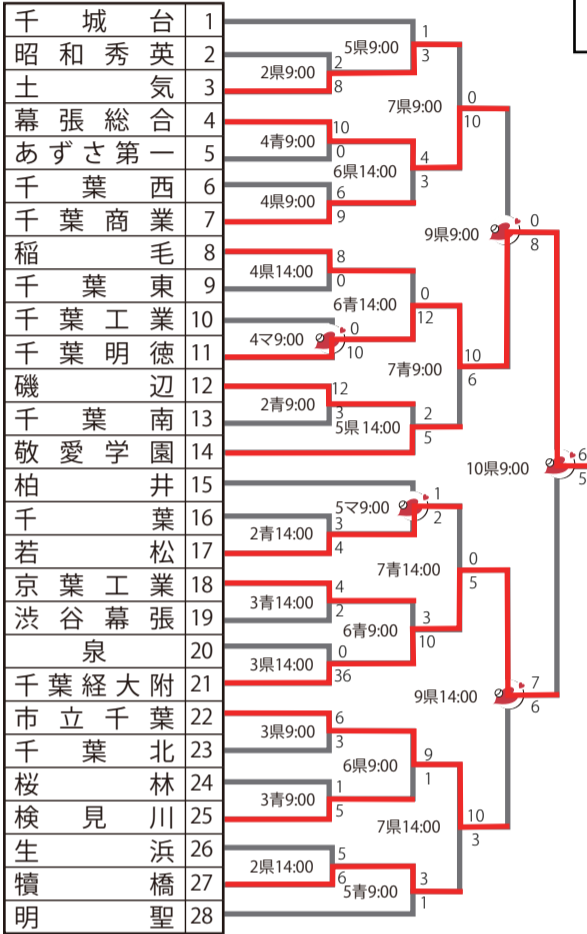 千城台 1
昭和秀英 2
土気 3
幕張総合 4
あずさ第一 5
千葉西 6
千葉商業 7
稲毛 8
千葉東 9
千葉工業 10
千葉明徳 11
磯辺 12
千葉南 13
敬愛学園 14
柏井 15
千葉 16
若松 17
京葉工業 18
渋谷幕張 19
泉 20
千葉経大附 21
市立千葉 22
千葉北 23
桜林 24
検見川 25
生浜 26
犢橋 27
明聖 28
2県9:00
2
8
4青9:00
10
0
4県9:00
6
9
4県14:00
8
0
4マ9:00
0
10
2青9:00
12
3
2青14:00
3
4
3青14:00
4
2
3県14:00
0
36
3県9:00
6
3
3青9:00
1
5
2県14:00
5
6
5県9:00
1
3
6県14:00
4
3
6青14:00
0
12
5県14:00
2
5
5マ9:00
1
2
6青9:00
3
10
6県9:00
9
1
5青9:00
3
1
7県9:00
0
10
7青9:00
10
6
7青14:00
0
5
7県14:00
10
3
9県9:00
0
8
9県14:00
7
6
10県9:00
6
5